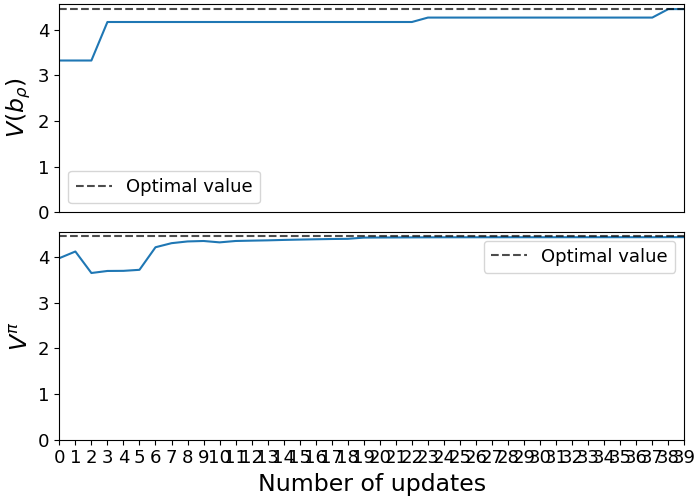 4
3
2
1
0
V(b_ρ)
Optimal value
4
3
2
1
0
V^π
Optimal value
0 1 2 3 4 5 6 7 8 9 10 11 12 13 14 15 16 17 18 19 20 21 22 23 24 25 26 27 28 29 30 31 32 33 34 35 36 37 38 39
Number of updates